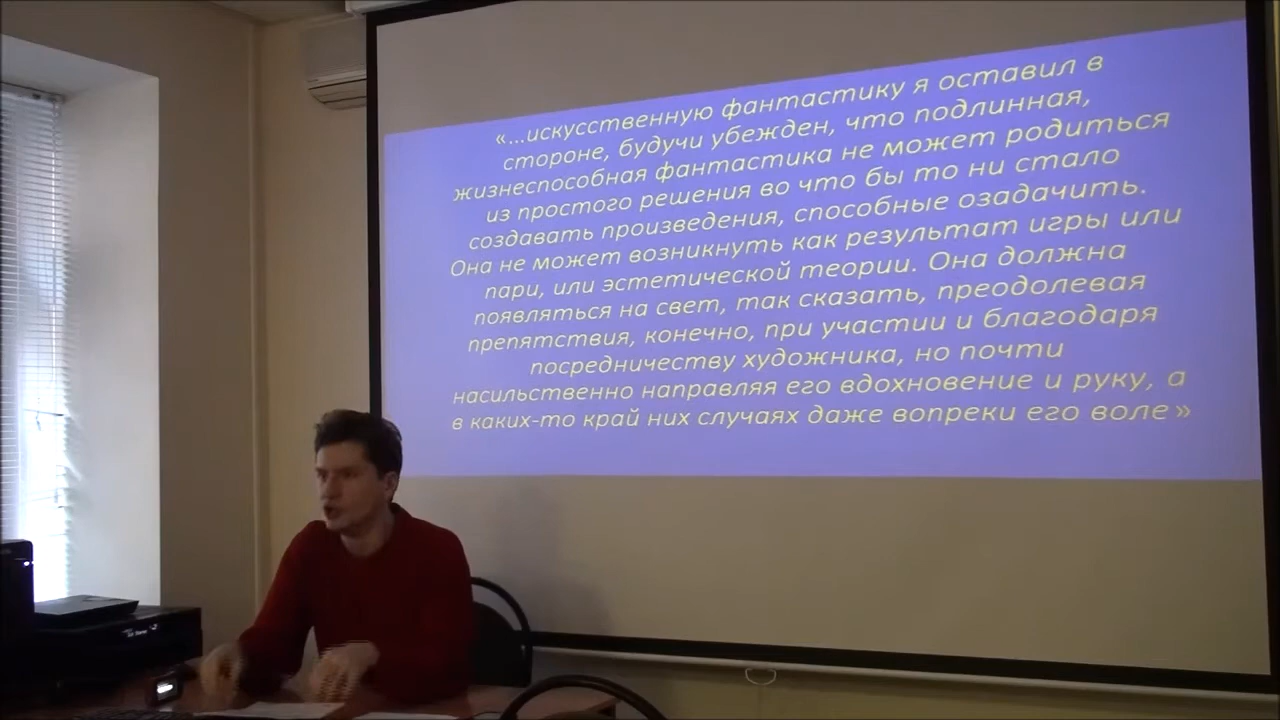 «...искусственную фантастику я оставил в
стороне, будучи убежден, что подлинная,
жизнеспособная фантастика не может родиться
из простого решения во что бы то ни стало
создавать произведения, способные озадачить.
Она не может возникнуть как результат игры или
пари, или эстетической теории. Она должна
появляться на свет, так сказать, преодолевая
препятствия, конечно, при участии и благодаря
посредничеству художника, но почти
насильственно направляя его вдохновение и руку, а
в каких-то край них случаях даже вопреки его воле»